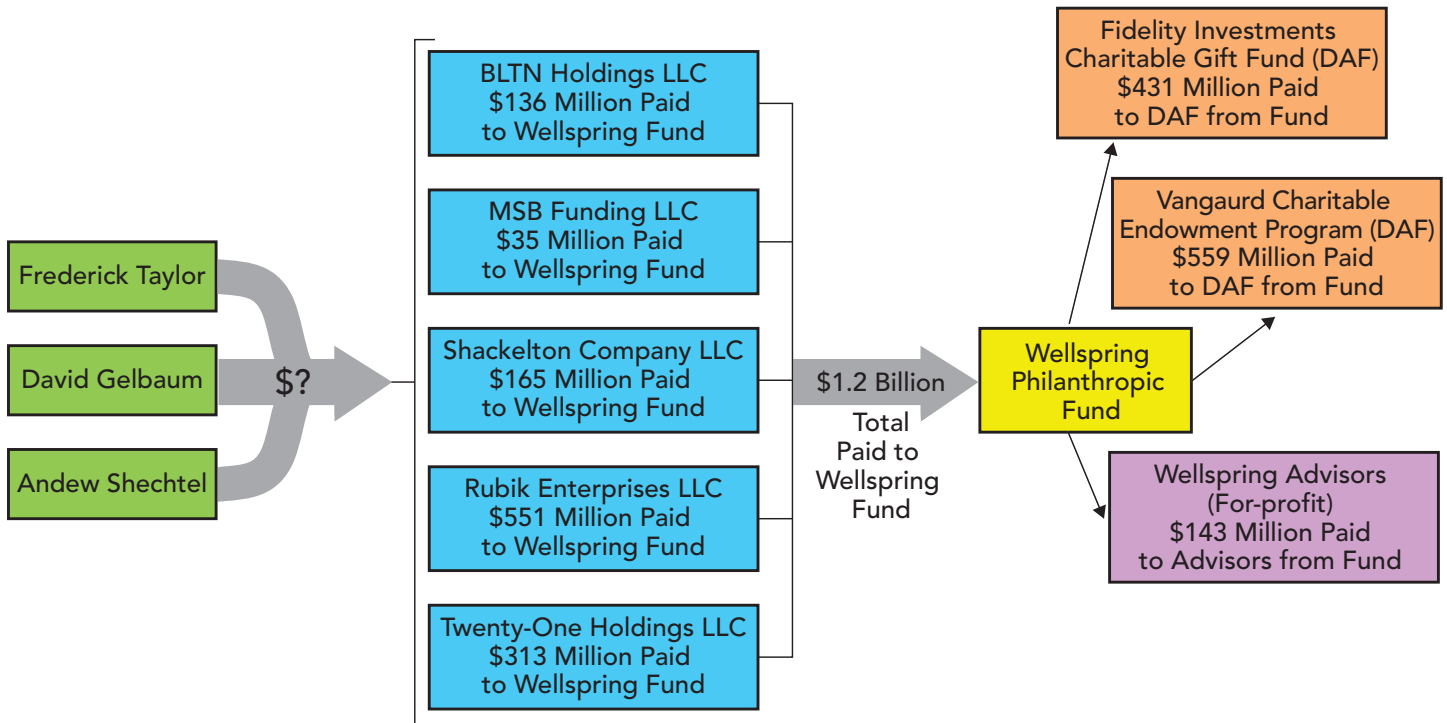 Frederick Taylor
David Gelbaum
Andew Shechtel
$?
BLTN Holdings LLC
$136 Million Paid
to Wellspring Fund
MSB Funding LLC
$35 Million Paid
to Wellspring Fund
Shackelton Company LLC
$165 Million Paid
to Wellspring Fund
Rubik Enterprises LLC
$551 Million Paid
to Wellspring Fund
Twenty-One Holdings LLC
$313 Million Paid
to Wellspring Fund
$1.2 Billion
Total
Paid to
Wellspring
Fund
Wellspring
Philanthropic
Fund
Fidelity Investments
Charitable Gift Fund (DAF)
$431 Million Paid
to DAF from Fund
Vangaurd Charitable
Endowment Program (DAF)
$559 Million Paid
to DAF from Fund
Wellspring Advisors
(For-profit)
$143 Million Paid
to Advisors from Fund